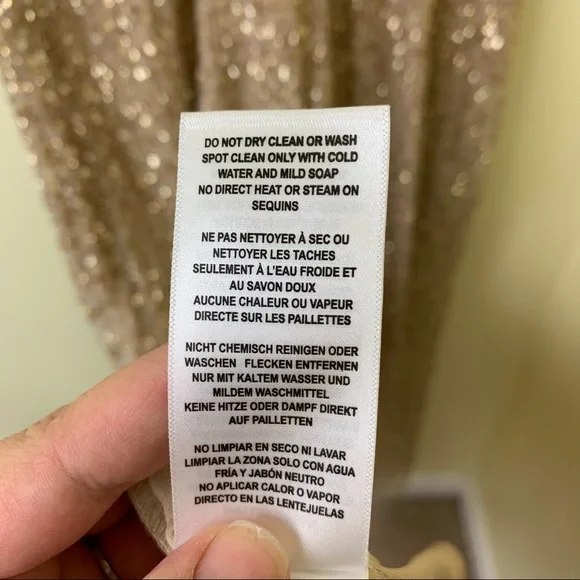 DO NOT DRY CLEAN OR WASH
SPOT CLEAN ONLY WITH COLD
WATER AND MILD SOAP
NO DIRECT HEAT OR STEAM ON
SEQUINS
NE PAS NETTOYER À SEC OU
NETTOYER LES TACHES
SEULEMENT À L'EAU FROIDE ET
AU SAVON DOUX
AUCUNE CHALEUR OU VAPEUR
DIRECTE SUR LES PAILLETTES
NICHT CHEMISCH REINIGEN ODER
WASCHEN FLECKEN ENTFERNEN
NUR MIT KALTEM WASSER UND
MILDEM WASCHMITTEL
KEINE HITZE ODER DAMPF DIREKT
AUF PAILLETTEN
NO LIMPIAR EN SECO NI LAVAR
LIMPIAR LA ZONA SOLO CON AGUA
FRÍA Y JABÓN NEUTRO
NO APLICAR CALOR O VAPOR
DIRECTO EN LAS LENTEJUELAS